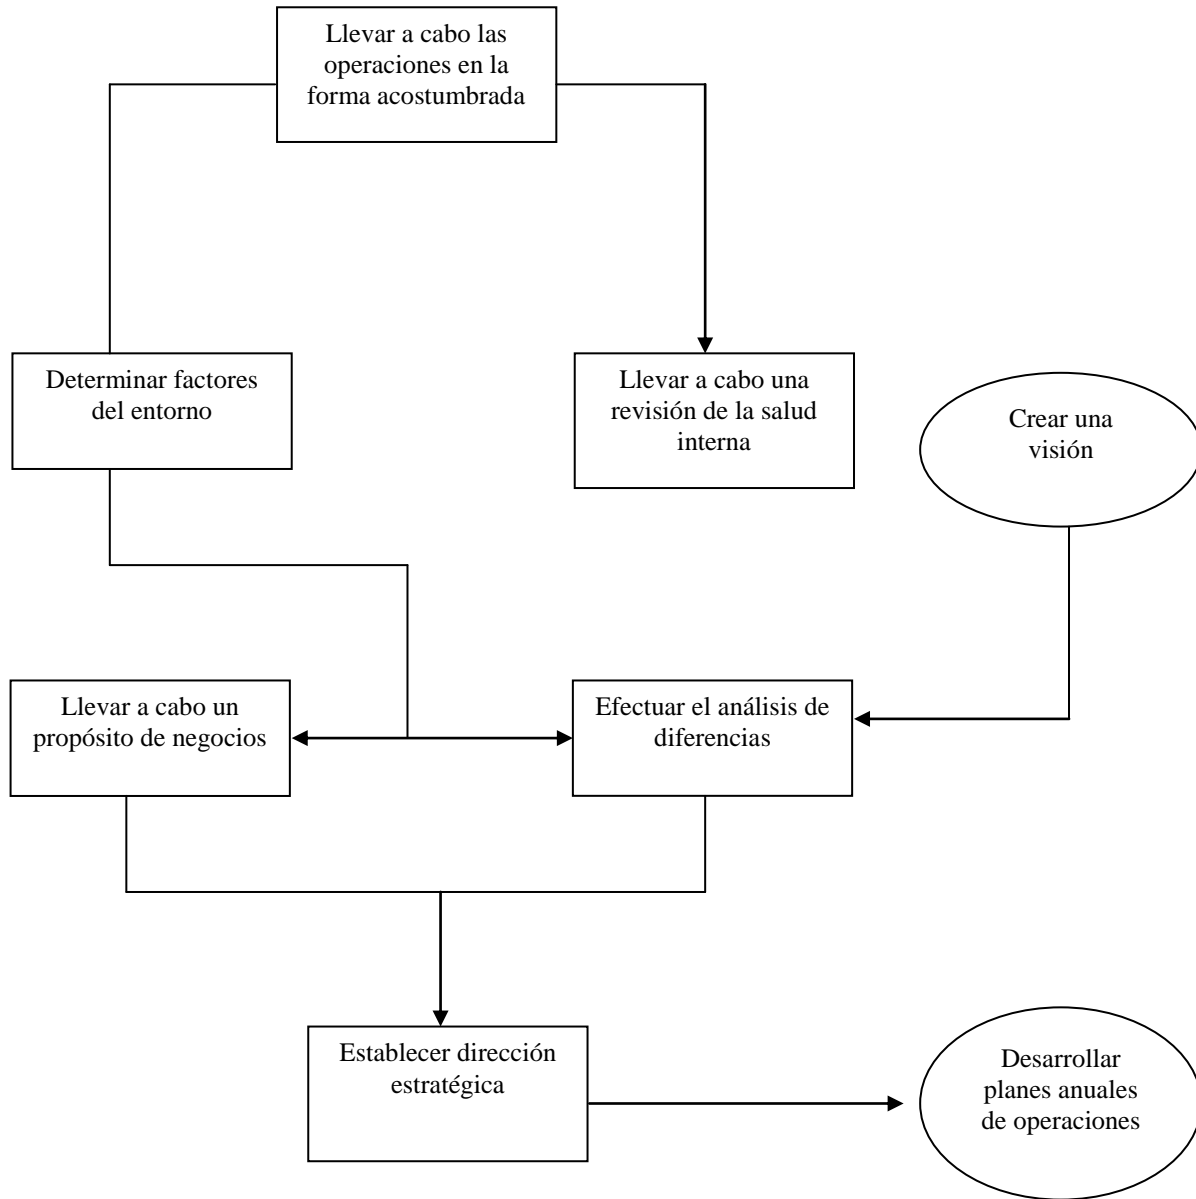 Llevar a cabo las
operaciones en la
forma acostumbrada
Determinar factores
del entorno
Llevar a cabo una
revisión de la salud
interna
Crear una
visión
Llevar a cabo un
propósito de negocios
Efectuar el análisis de
diferencias
Establecer dirección
estratégica
Desarrollar
planes anuales
de operaciones